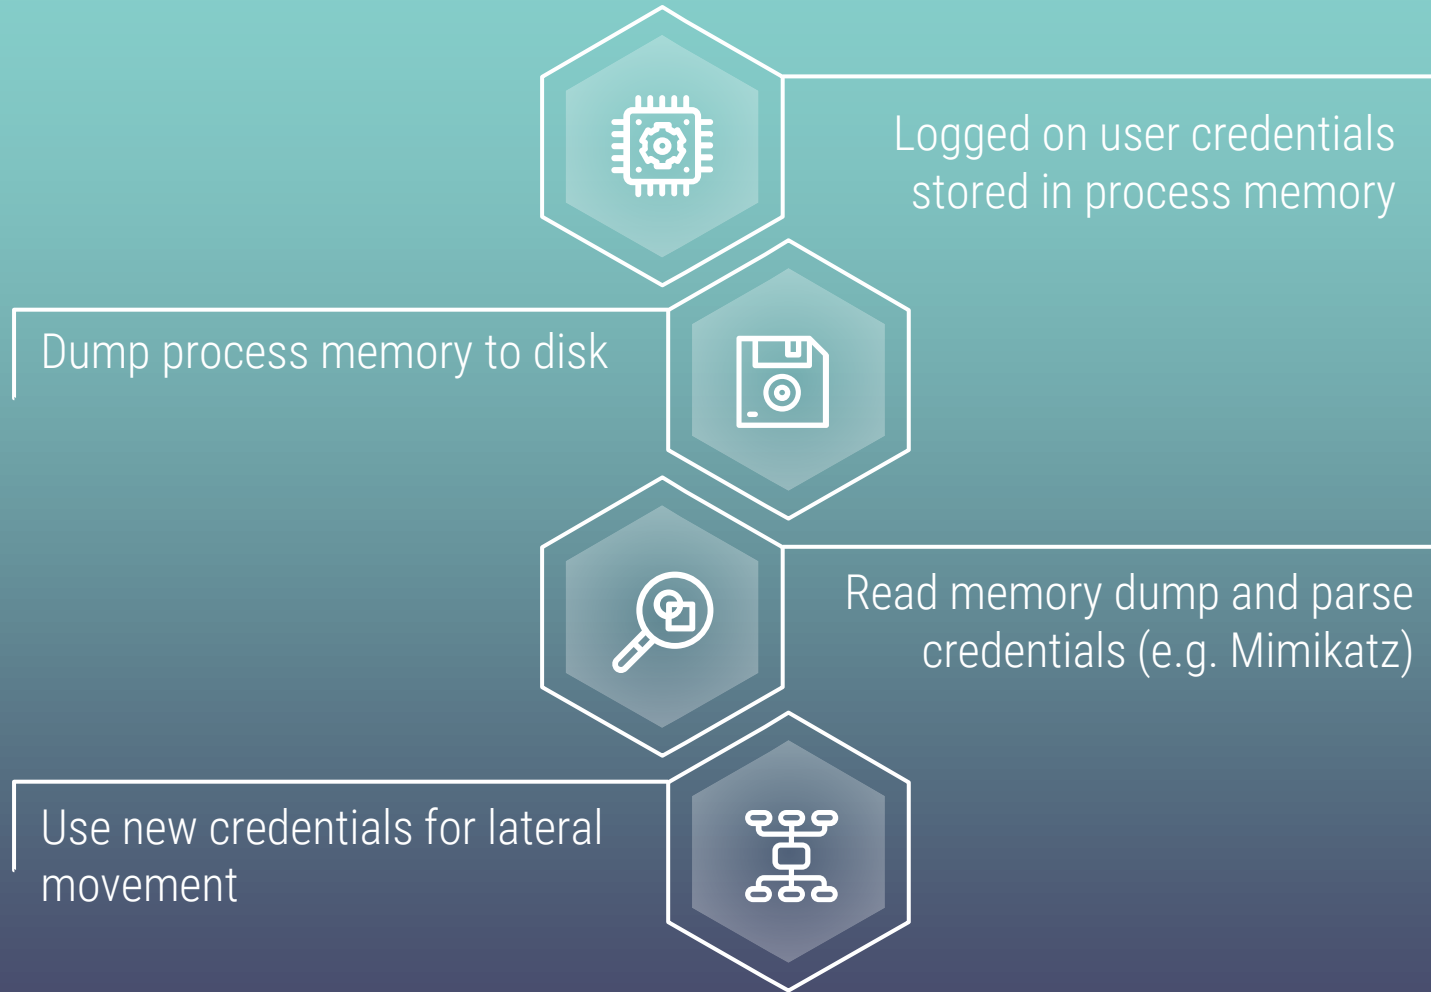 Logged on user credentials
stored in process memory
Dump process memory to disk
Read memory dump and parse
credentials (e.g. Mimikatz)
Use new credentials for lateral
movement